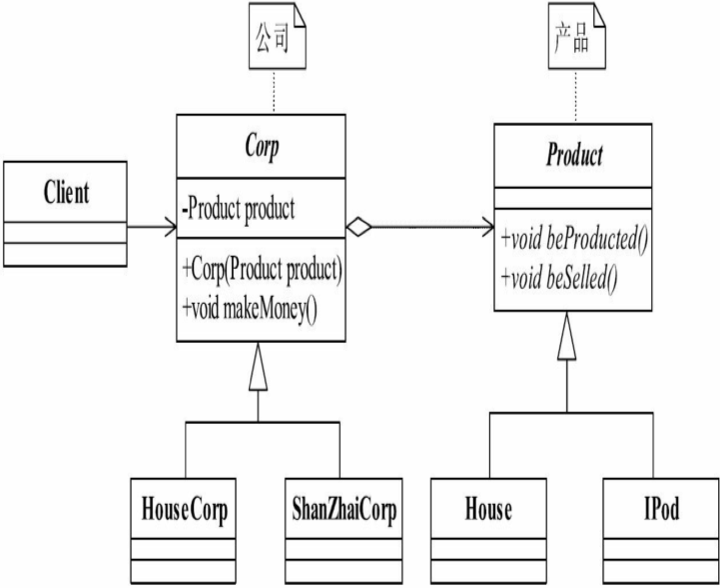 公司
产品
Corp
-Product product
+Corp(Product product)
+void makeMoney()
Product
+void beProducted()
+void beSelled()
Client
HouseCorp
ShanZhaiCorp
House
IPod